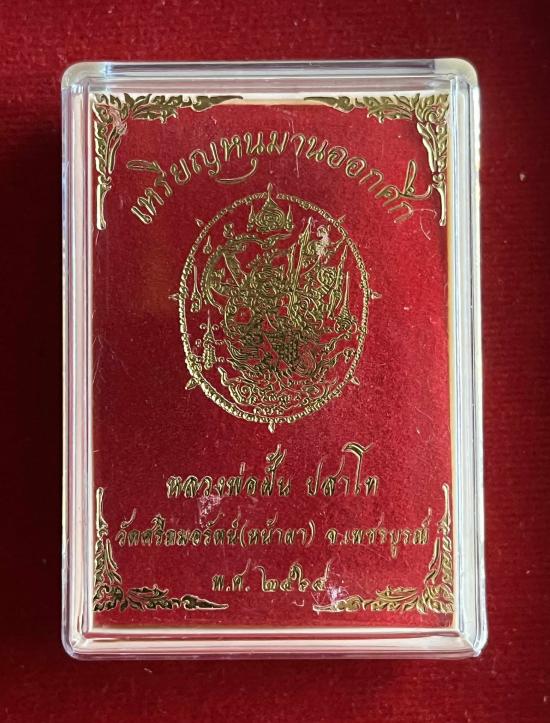 เหรียญหนุมานออกศึก
หลวงพ่อฝั้น ปสาโท
วัดศรีถมอรัตน์(หน้าผา) จ.เพชรบูรณ์
พ.ศ. ๒๕๖๔